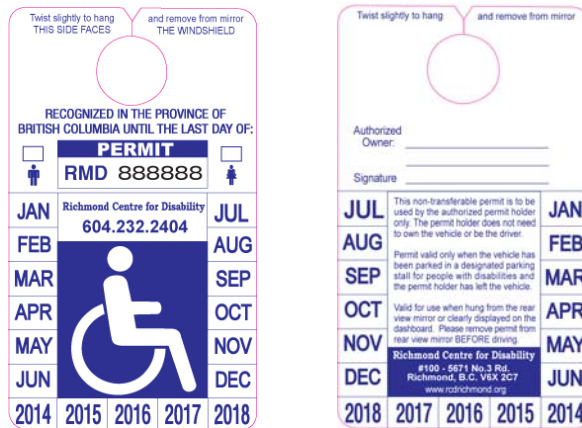 Twist slightly to hang and remove from mirror
THIS SIDE FACES THE WINDSHIELD
RECOGNIZED IN THE PROVINCE OF
BRITISH COLUMBIA UNTIL THE LAST DAY OF:
PERMIT
RMD 888888
JAN
FEB
MAR
APR
MAY
JUN
Richmond Centre for Disability
604.232.2404
JUL
AUG
SEP
OCT
NOV
DEC
2014 2015 2016 2017 2018
Twist slightly to hang and remove from mirror
Authorized
Owner:
Signature
JUL
AUG
SEP
OCT
NOV
DEC
This non-transferable permit is to be
used by the authorized permit holder
only. The permit holder does not need
to own the vehicle or be the driver.
Permit valid only when the vehicle has
been parked in a designated parking
stall for people with disabilities and
the permit holder has left the vehicle.
Valid for use when hung from the rear
view mirror or clearly displayed on the
dashboard. Please remove permit from
rear view mirror BEFORE driving.
Richmond Centre for Disability
#100 - 5671 No.3 Rd.
Richmond, B.C. V6X 2C7
www.rcdrichmond.org
JAN
FEB
MAR
APR
MAY
JUN
2018 2017 2016 2015 2014